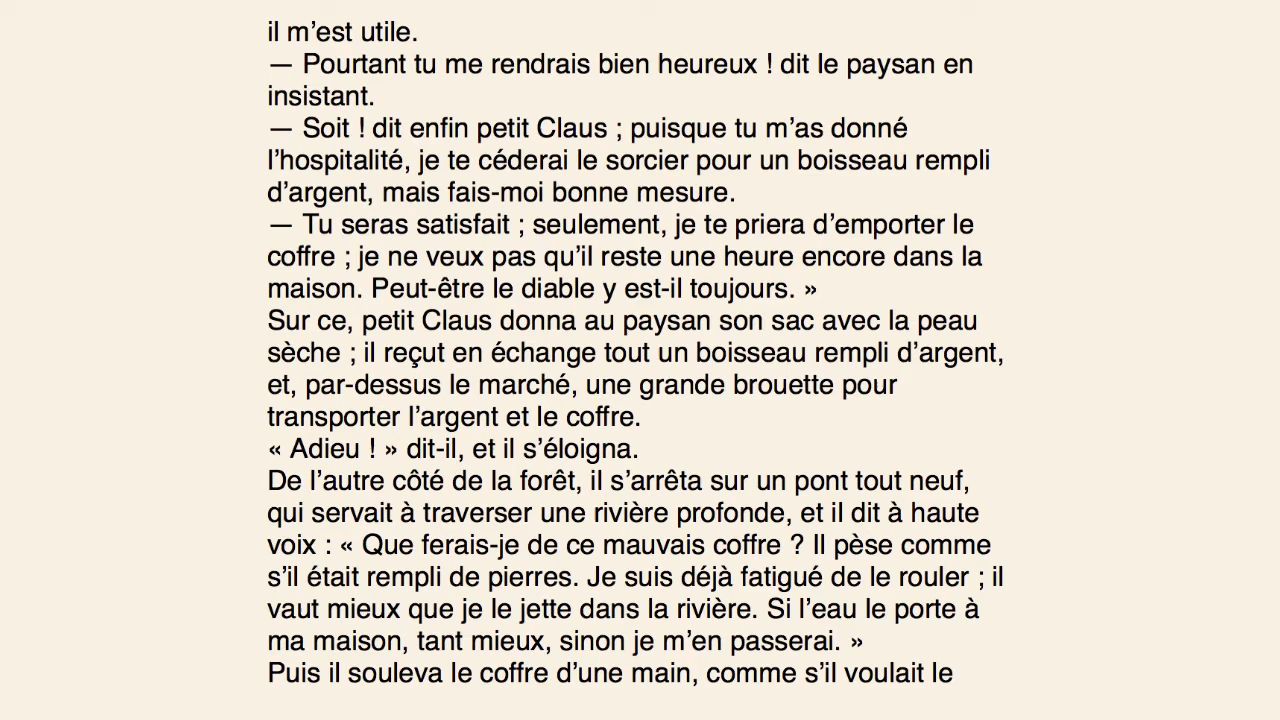 il m’est utile.
— Pourtant tu me rendrais bien heureux ! dit le paysan en
insistant.
— Soit ! dit enfin petit Claus ; puisque tu m’as donné
l’hospitalité, je te céderai le sorcier pour un boisseau rempli
d’argent, mais fais-moi bonne mesure.
— Tu seras satisfait ; seulement, je te priera d’emporter le
coffre ; je ne veux pas qu’il reste une heure encore dans la
maison. Peut-être le diable y est-il toujours. »
Sur ce, petit Claus donna au paysan son sac avec la peau
sèche ; il reçut en échange tout un boisseau rempli d’argent,
et, par-dessus le marché, une grande brouette pour
transporter l’argent et le coffre.
« Adieu ! » dit-il, et il s’éloigna.
De l’autre côté de la forêt, il s’arrêta sur un pont tout neuf,
qui servait à traverser une rivière profonde, et il dit à haute
voix : « Que ferais-je de ce mauvais coffre ? Il pèse comme
s’il était rempli de pierres. Je suis déjà fatigué de le rouler ; il
vaut mieux que je le jette dans la rivière. Si l’eau le porte à
ma maison, tant mieux, sinon je m’en passerai. »
Puis il souleva le coffre d’une main, comme s’il voulait le